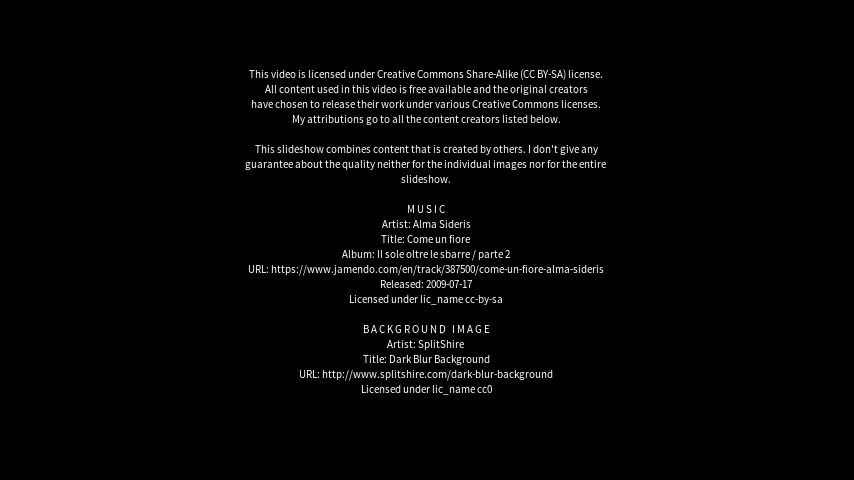 This video is licensed under Creative Commons Share-Alike (CC BY-SA) license.
All content used in this video is free available and the original creators
have chosen to release their work under various Creative Commons licenses.
My attributions go to all the content creators listed below.
This slideshow combines content that is created by others. I don't give any
guarantee about the quality neither for the individual images nor for the entire
slideshow.
MUSIC
Artist: Alma Sideris
Title: Come un fiore
Album: Il sole oltre le sbarre / parte 2
URL: https://www.jamendo.com/en/track/387500/come-un-fiore-alma-sideris
Released: 2009-07-17
Licensed under lic_name cc-by-sa
BACKGROUND IMAGE
Artist: SplitShire
Title: Dark Blur Background
URL: http://www.splitshire.com/dark-blur-background
Licensed under lic_name cc0